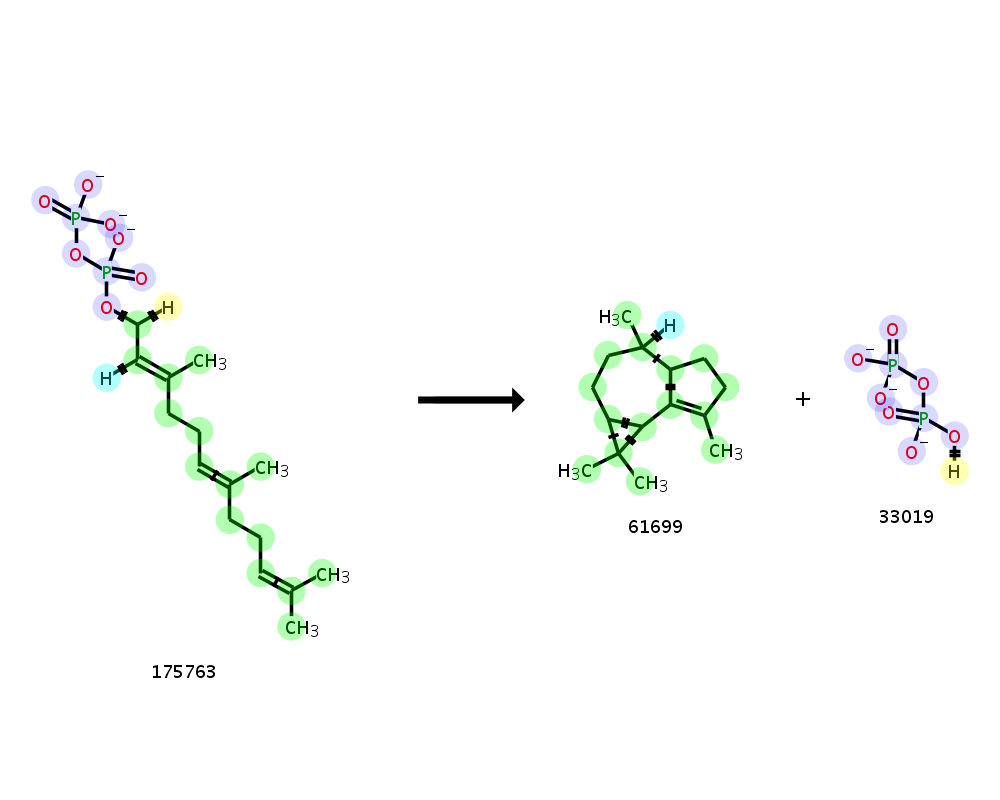 O⁻
O P O⁻
O⁻
O P O
O H
H CH₃
CH₃
CH₃
CH₃
175763
H₃C H
CH₃
H₃C CH₃
61699
+
O
O⁻ P O
O⁻
O P O
O⁻ H
33019